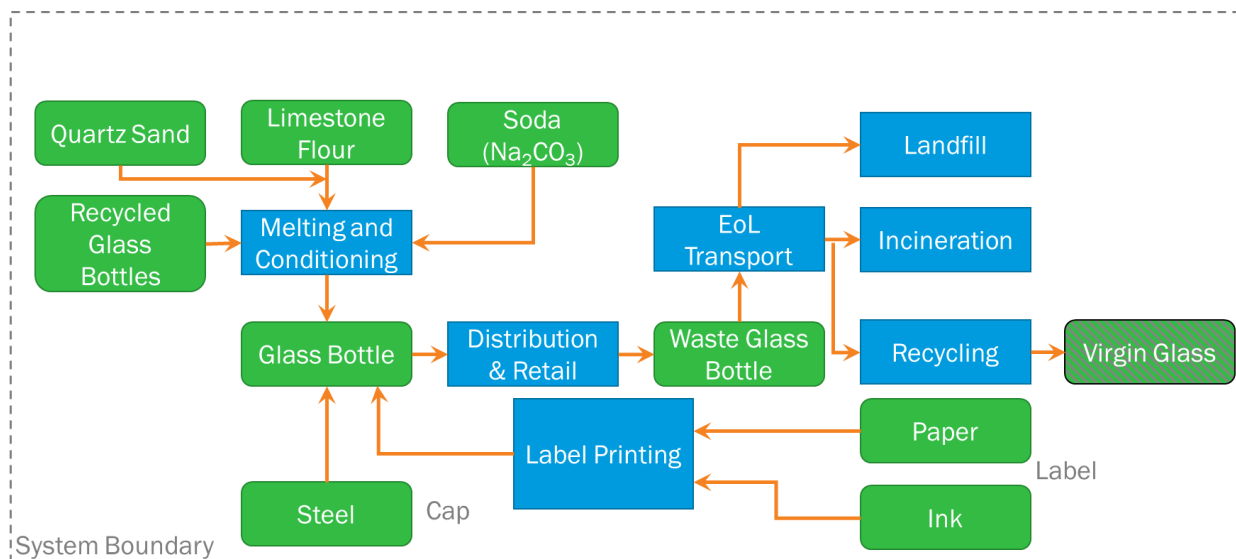 Quartz Sand
Limestone
Flour
Soda
(Na₂CO₃)
Landfill
Recycled
Glass
Bottles
Melting and
Conditioning
EoL
Transport
Incineration
Glass Bottle
Distribution
& Retail
Waste Glass
Bottle
Recycling
Virgin Glass
Label Printing
Paper
Label
Steel
Cap
Ink
System Boundary